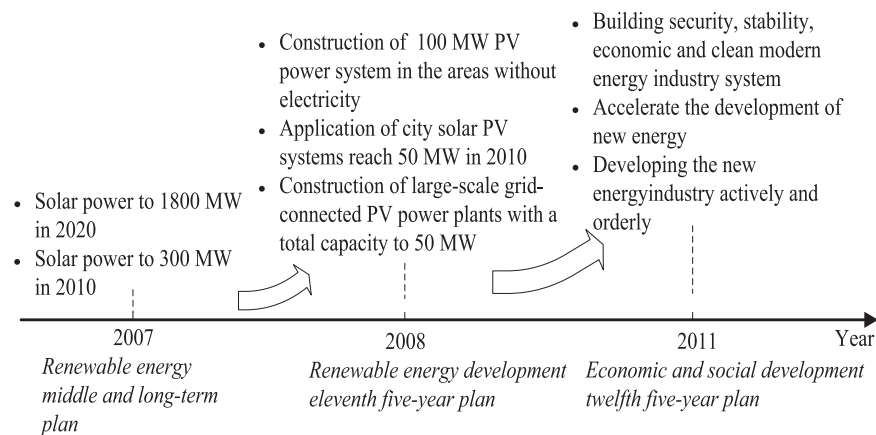 • Solar power to 1800 MW
in 2020
• Solar power to 300 MW
in 2010
• Construction of 100 MW PV
power system in the areas without
electricity
• Application of city solar PV
systems reach 50 MW in 2010
• Construction of large-scale grid-
connected PV power plants with a
total capacity to 50 MW
• Building security, stability,
economic and clean modern
energy industry system
• Accelerate the development of
new energy
• Developing the new
energyindustry actively and
orderly
2007
2008
2011
Year
Renewable energy
middle and long-term
plan
Renewable energy development
eleventh five-year plan
Economic and social development
twelfth five-year plan